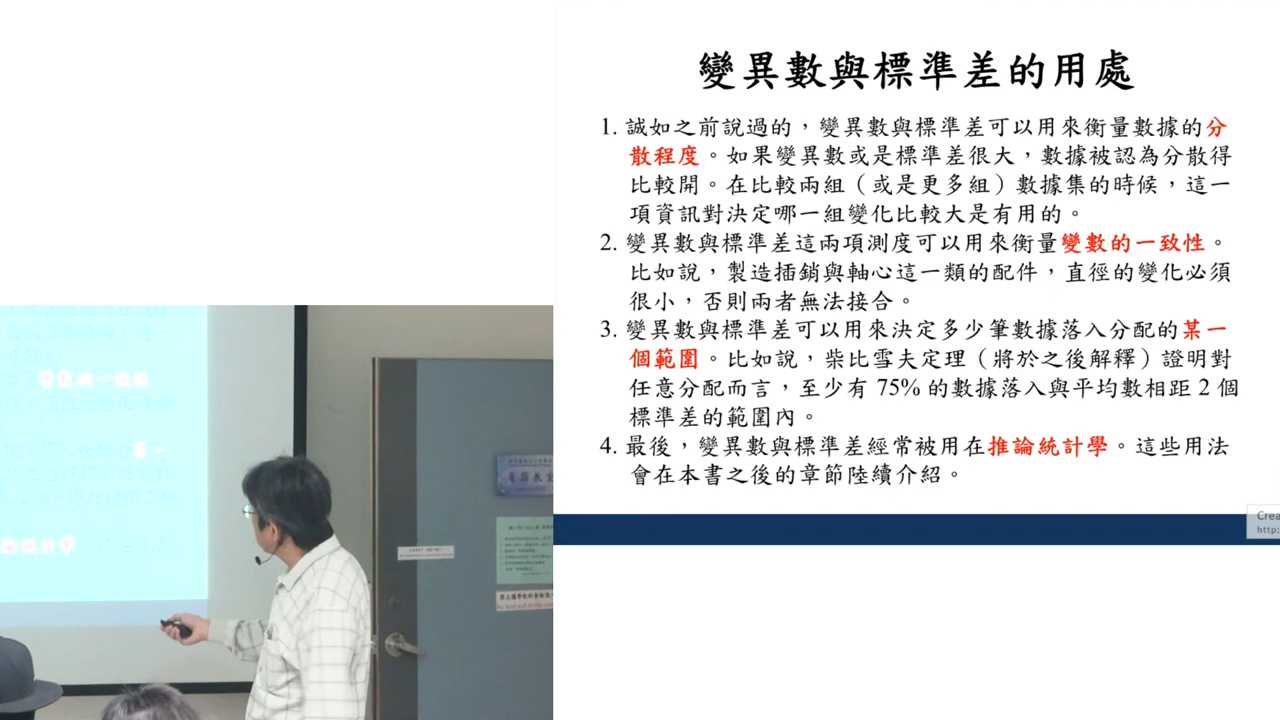 變異數與標準差的用處
1. 誠如之前說過的，變異數與標準差可以用來衡量數據的分
散程度。如果變異數或是標準差很大，數據被認為分散得
比較開。在比較兩組（或是更多組）數據集的時候，這一
項資訊對決定哪一組變化比較大是有用的。
2. 變異數與標準差這兩項測度可以用來衡量變數的一致性。
比如說，製造插銷與軸心這一類的配件，直徑的變化必須
很小，否則兩者無法接合。
3. 變異數與標準差可以用來決定多少筆數據落入分配的某一
個範圍。比如說，柴比雪夫定理（將於之後解釋）證明對
任意分配而言，至少有 75% 的數據落入與平均數相距 2 個
標準差的範圍內。
4. 最後，變異數與標準差經常被用在推論統計學。這些用法
會在本書之後的章節陸續介紹。
Crea
http:
變數的一致性
某一
電腦教室